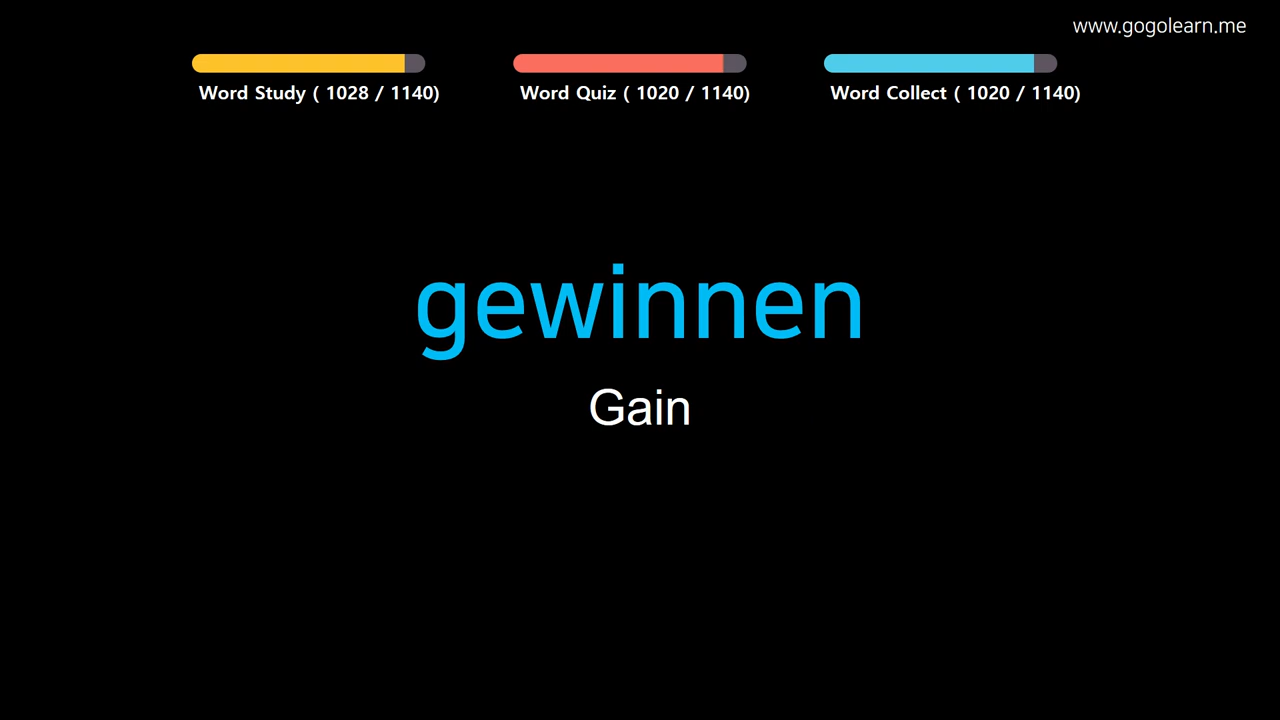 www.gogolearn.me
Word Study ( 1028 / 1140)
Word Quiz ( 1020 / 1140)
Word Collect ( 1020 / 1140)
gewinnen
Gain